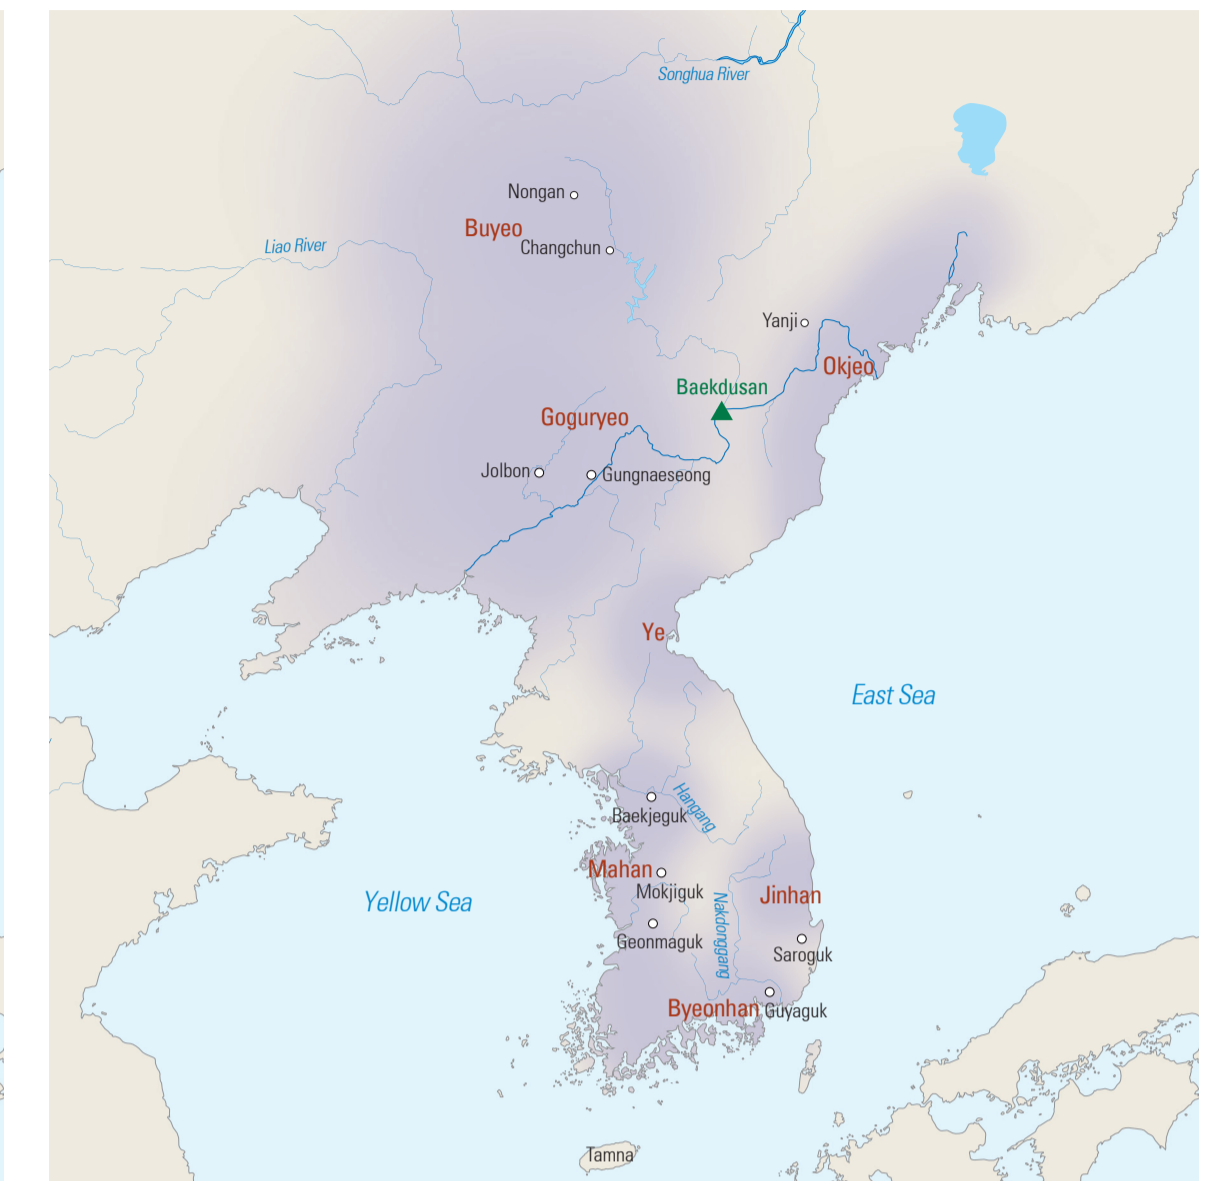 Songhua River
Nongan
Buyeo
Changchun
Liao River
Yanji
Okjeo
Baekdusan
Goguryeo
Jolbon
Gungnaeseong
Ye
East Sea
Hangang
Baekjeguk
Mahan
Mokjiguk
Jinhan
Yellow Sea
Nakdonggang
Geonmaguk
Saroguk
Byeonhan
Guyaguk
Tamna